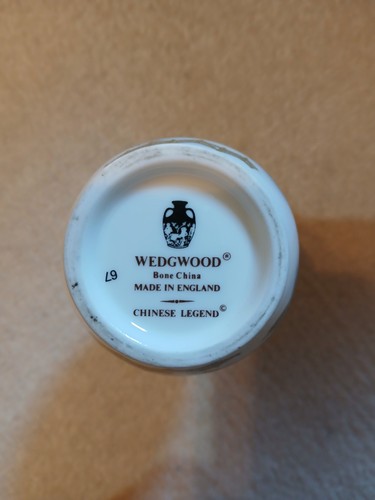 WEDGWOOD®
Bone China
MADE IN ENGLAND
CHINESE LEGEND©
67